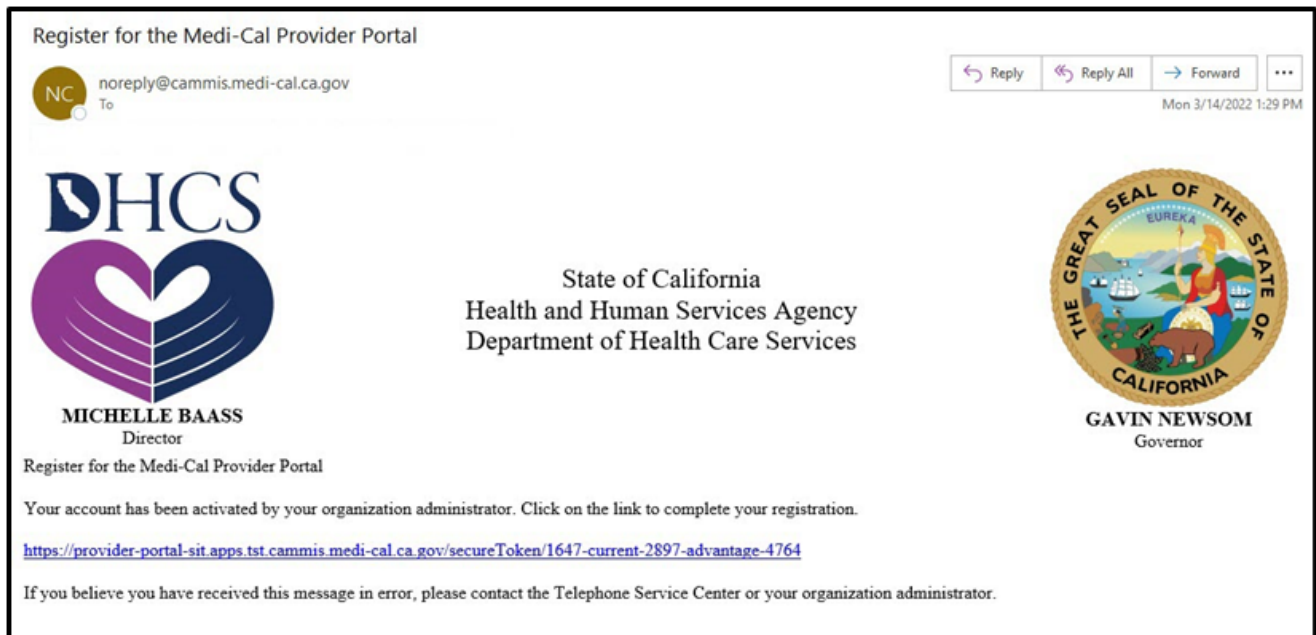 Register for the Medi-Cal Provider Portal
NC
noreply@cammis.medi-cal.ca.gov
To
Reply
Reply All
Forward
Mon 3/14/2022 1:29 PM
DHCS
MICHELLE BAASS
Director
State of California
Health and Human Services Agency
Department of Health Care Services
THE GREAT SEAL OF THE STATE OF CALIFORNIA
EUREKA
GAVIN NEWSOM
Governor
Register for the Medi-Cal Provider Portal
Your account has been activated by your organization administrator. Click on the link to complete your registration.
https://provider-portal-sit.apps.tst.cammis.medi-cal.ca.gov/secureToken/1647-current-2897-advantage-4764
If you believe you have received this message in error, please contact the Telephone Service Center or your organization administrator.